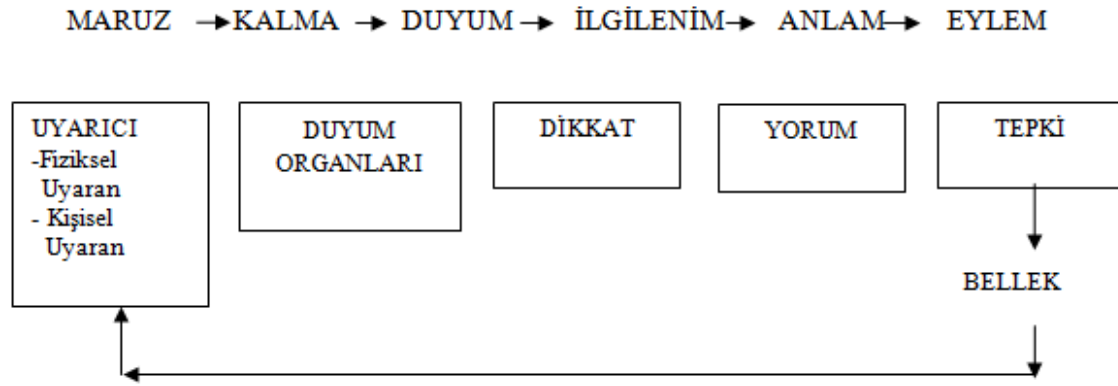 MARUZ → KALMA → DUYUM → İLGİLENİM → ANLAM → EYLEM
UYARICI
-Fiziksel
Uyaran
- Kişisel
Uyaran
DUYUM
ORGANLARI
DİKKAT
YORUM
TEPKİ
BELLEK